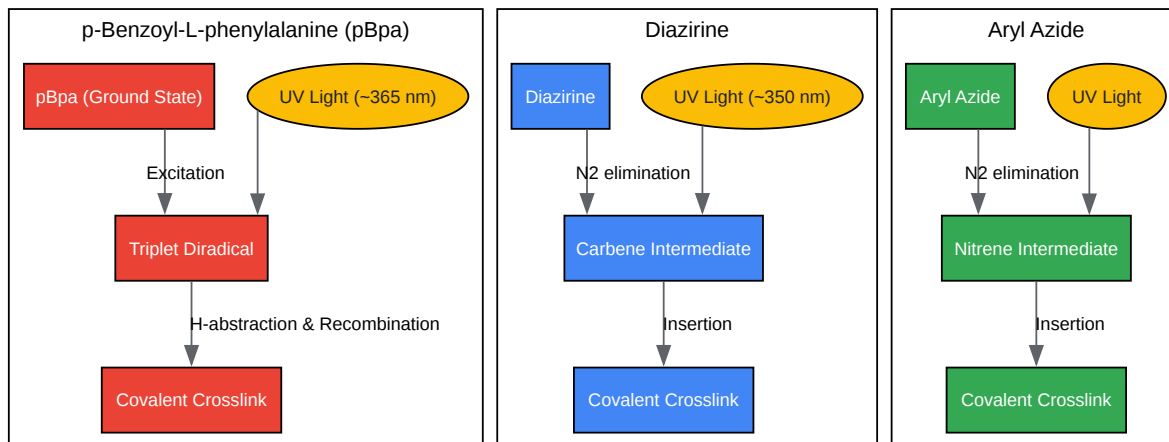 p-Benzoyl-L-phenylalanine (pBpa)
pBpa (Ground State)
UV Light (~365 nm)
Excitation
Triplet Diradical
H-abstraction & Recombination
Covalent Crosslink
Diazirine
Diazirine
UV Light (~350 nm)
N2 elimination
Carbene Intermediate
Insertion
Covalent Crosslink
Aryl Azide
Aryl Azide
UV Light
N2 elimination
Nitrene Intermediate
Insertion
Covalent Crosslink